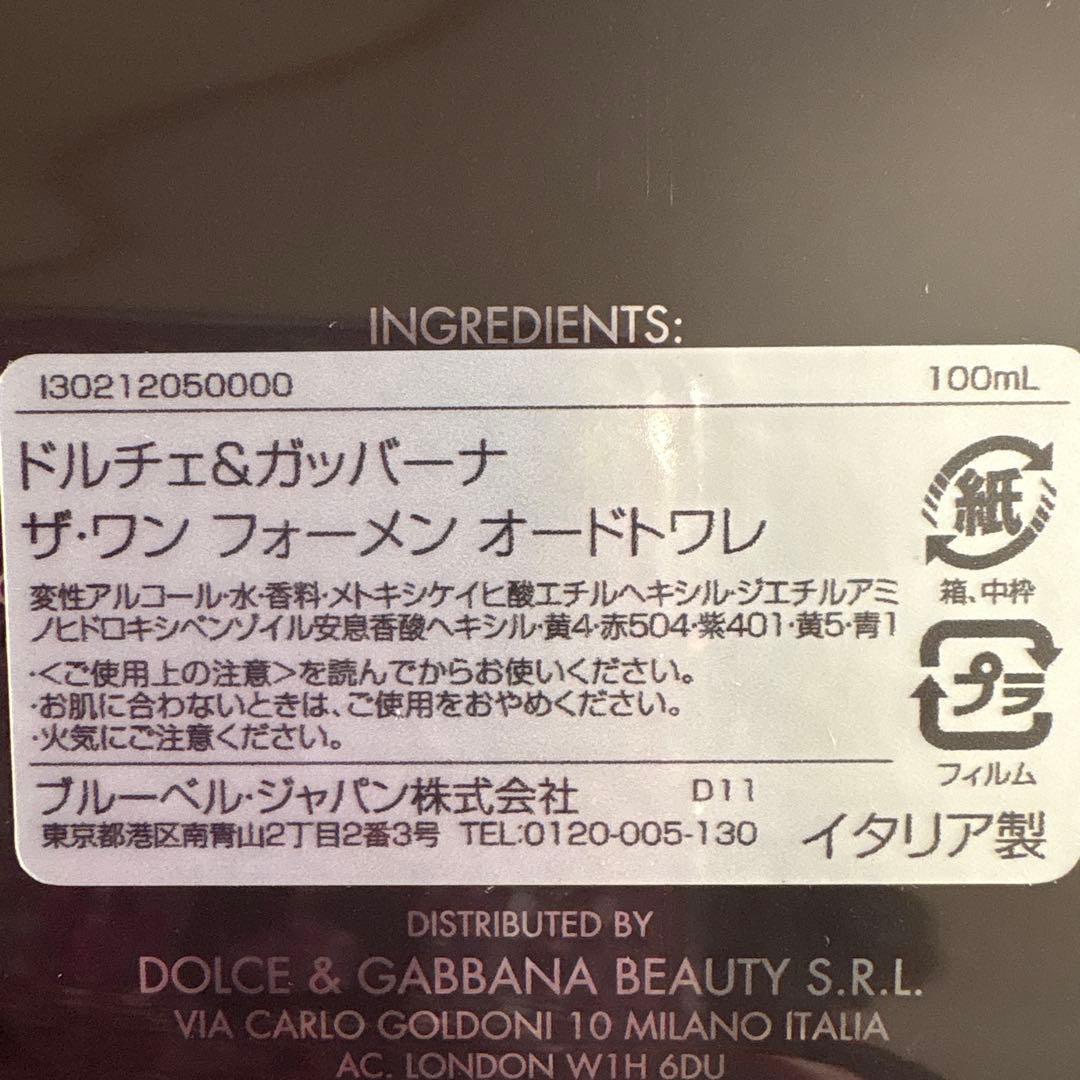 INGREDIENTS:
I30212050000 100mL
ドルチェ&ガッバーナ
ザ・ワン フォーメン オードトワレ
変性アルコール・水・香料・メトキシケイヒ酸エチルヘキシル・ジエチルアミ
ノヒドロキシベンゾイル安息香酸ヘキシル・黄4・赤504・紫401・黄5・青1
・<ご使用上の注意>を読んでからお使いください。
・お肌に合わないときは、ご使用をおやめください。
・火気にご注意ください。
紙
箱、中枠
プラ
フィルム
ブルーベル・ジャパン株式会社 D11
東京都港区南青山2丁目2番3号 TEL:0120-005-130
イタリア製
DISTRIBUTED BY
DOLCE & GABBANA BEAUTY S.R.L.
VIA CARLO GOLDONI 10 MILANO ITALIA
AC. LONDON W1H 6DU